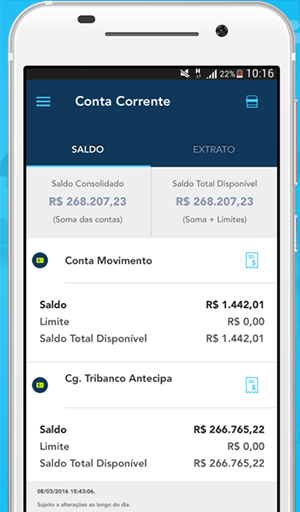 22% 10:16
Conta Corrente
SALDO EXTRATO
Saldo Consolidado Saldo Total Disponível
R$ 268.207,23 R$ 268.207,23
(Soma das contas) (Soma + Limites)
Conta Movimento
Saldo R$ 1.442,01
Limite R$ 0,00
Saldo Total Disponível R$ 1.442,01
Cg. Tribanco Antecipa
Saldo R$ 266.765,22
Limite R$ 0,00
Saldo Total Disponível R$ 266.765,22
08/03/2016 15:43:06.
Sujeito a alterações ao longo do dia.